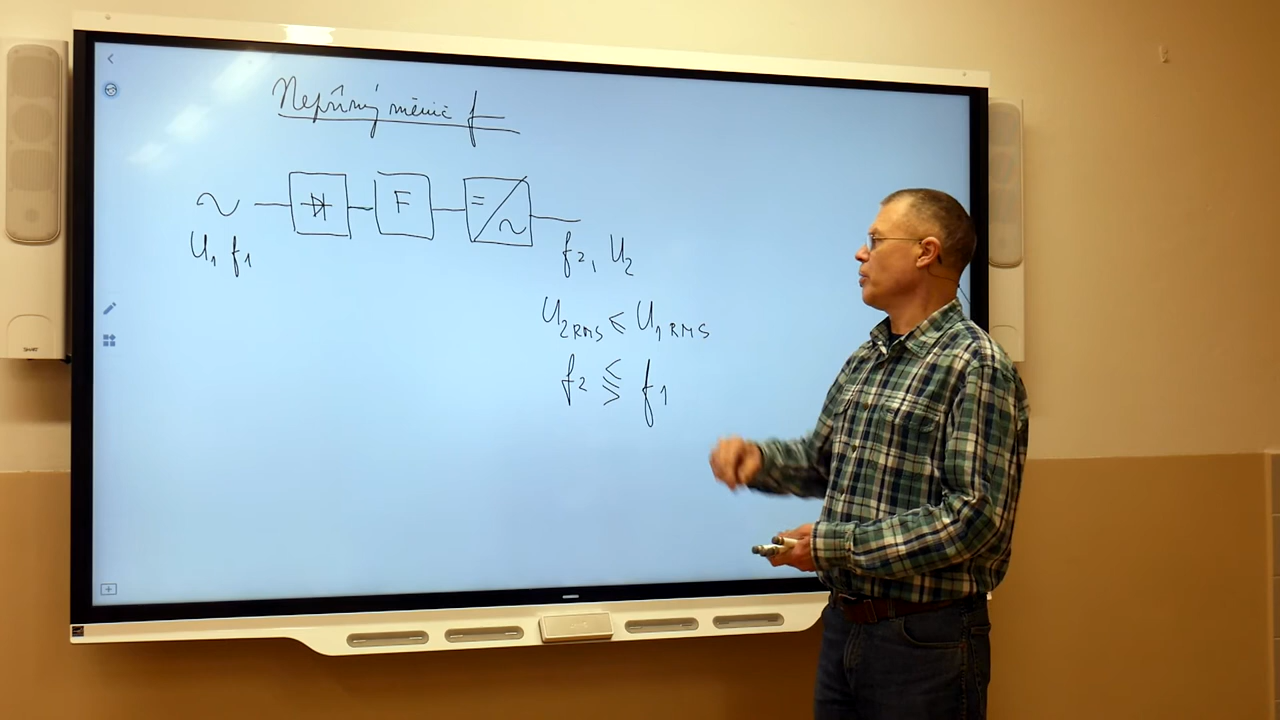 Nepřímý měnič f
~ F = ~
U₁ f₁
f₂, U₂
U₂RMS < U₁RMS
f₂ ⪋ f₁